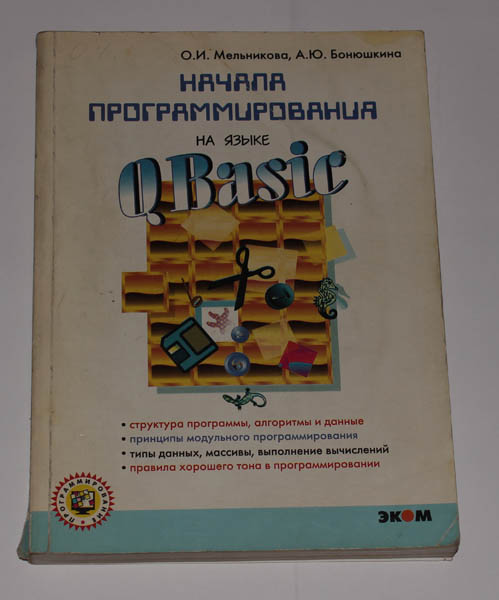 О.И. Мельникова, А.Ю. Бонюшкина
НАЧАЛА
ПРОГРАММИРОВАНИЯ
НА ЯЗЫКЕ
QBasic
• структура программы, алгоритмы и данные
• принципы модульного программирования
• типы данных, массивы, выполнение вычислений
• правила хорошего тона в программировании
ПРОГРАММИРОВАНИЕ
ЭКОМ